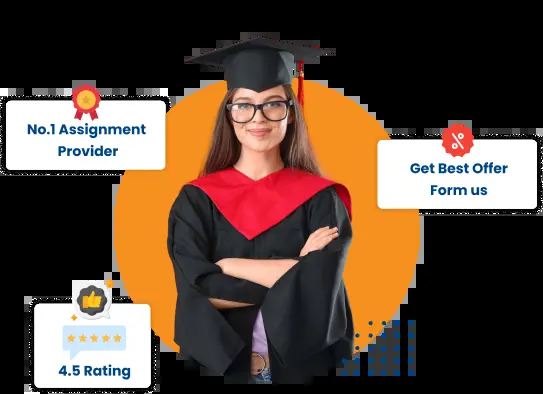 No.1 Assignment
Provider
Get Best Offer
Form us
4.5 Rating